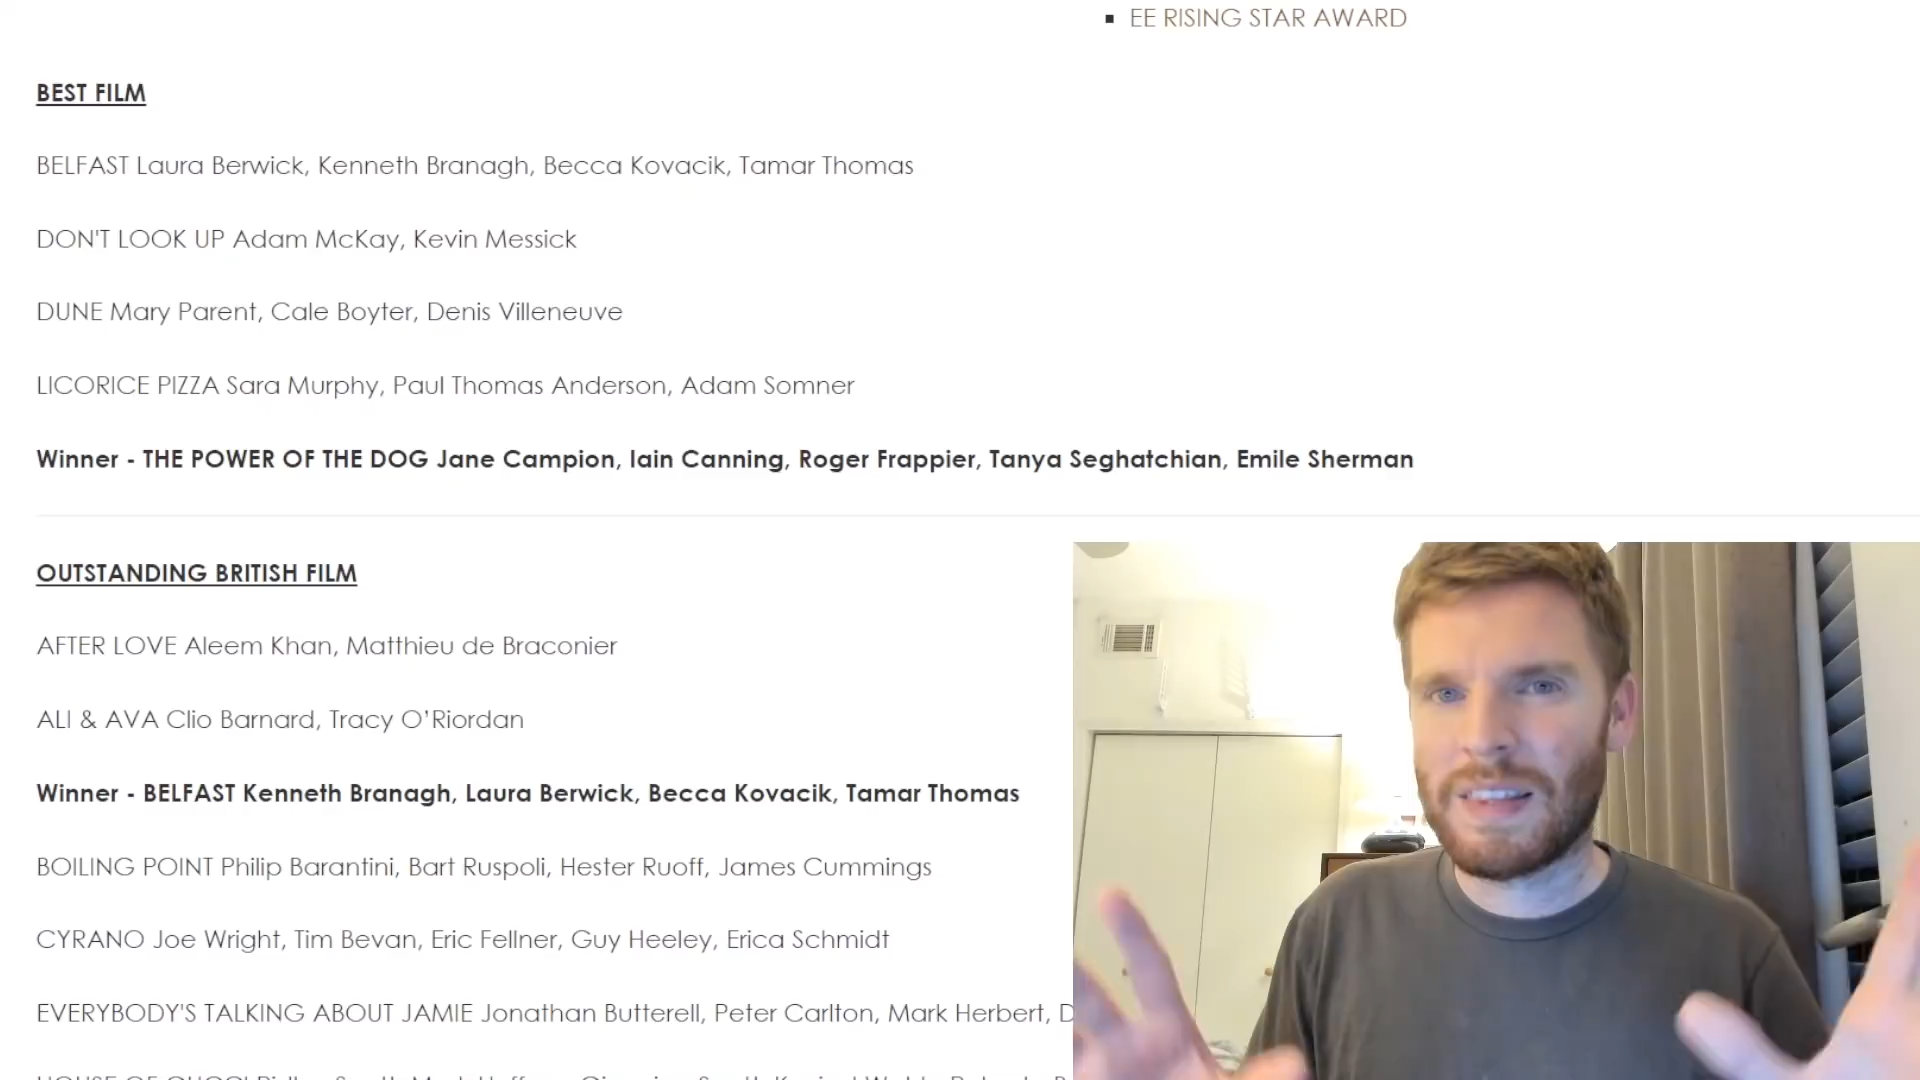 EE RISING STAR AWARD
BEST FILM
BELFAST Laura Berwick, Kenneth Branagh, Becca Kovacik, Tamar Thomas
DON'T LOOK UP Adam McKay, Kevin Messick
DUNE Mary Parent, Cale Boyter, Denis Villeneuve
LICORICE PIZZA Sara Murphy, Paul Thomas Anderson, Adam Somner
Winner - THE POWER OF THE DOG Jane Campion, Iain Canning, Roger Frappier, Tanya Seghatchian, Emile Sherman
OUTSTANDING BRITISH FILM
AFTER LOVE Aleem Khan, Matthieu de Braconier
ALI & AVA Clio Barnard, Tracy O’Riordan
Winner - BELFAST Kenneth Branagh, Laura Berwick, Becca Kovacik, Tamar Thomas
BOILING POINT Philip Barantini, Bart Ruspoli, Hester Ruoff, James Cummings
CYRANO Joe Wright, Tim Bevan, Eric Fellner, Guy Heeley, Erica Schmidt
EVERYBODY'S TALKING ABOUT JAMIE Jonathan Butterell, Peter Carlton, Mark Herbert, D